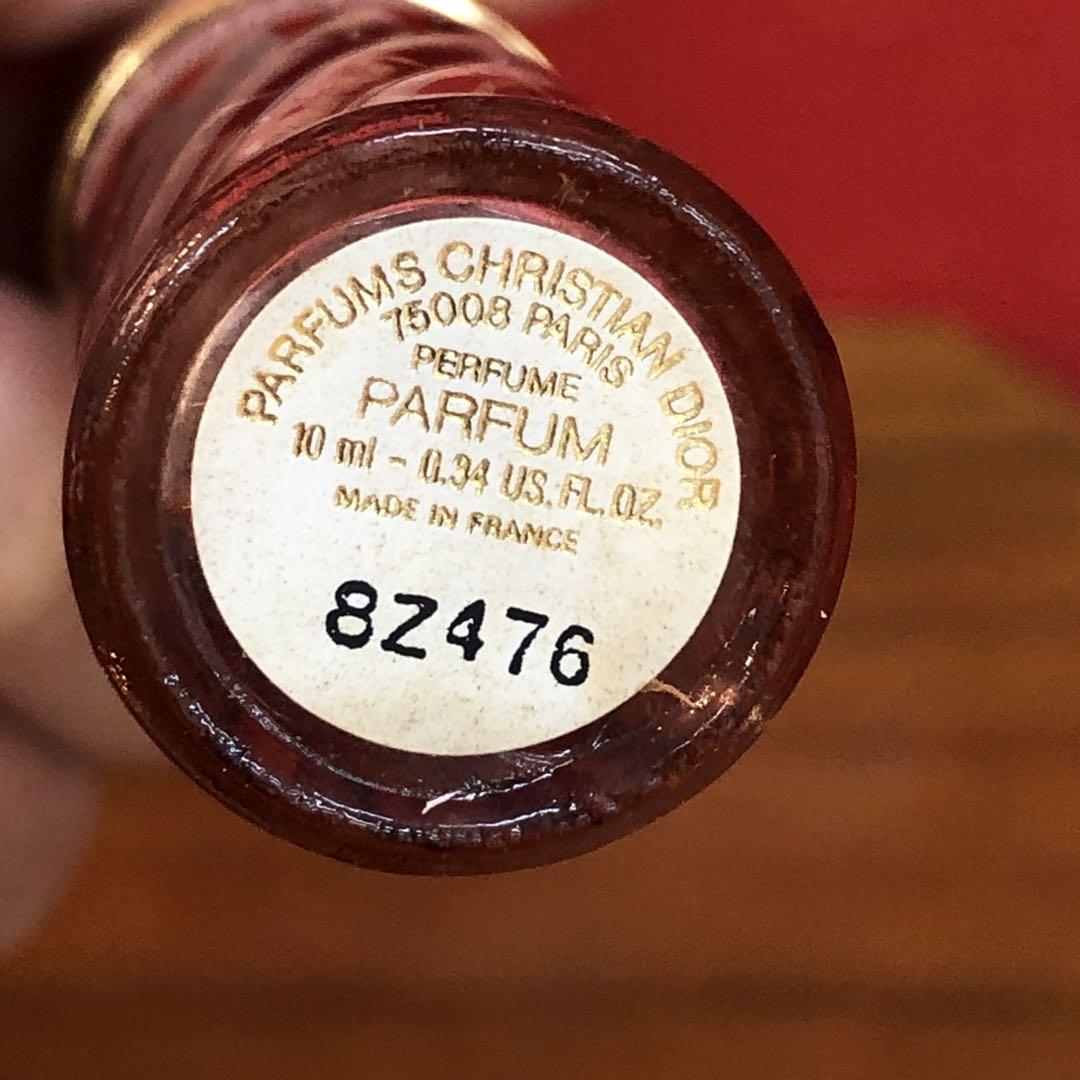 PARFUMS CHRISTIAN DIOR
75008 PARIS
PERFUME
PARFUM
10 ml - 0.34 US. FL. OZ.
MADE IN FRANCE
8Z476